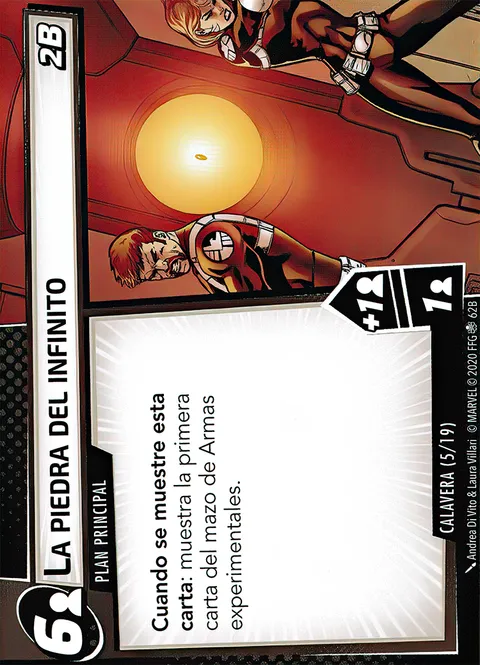 6
LA PIEDRA DEL INFINITO
2B
PLAN PRINCIPAL
Cuando se muestre esta
carta: muestra la primera
carta del mazo de Armas
experimentales.
+1
1
CALAVERA (5/19)
Andrea Di Vito & Laura Villari © MARVEL © 2020 FFG 62B